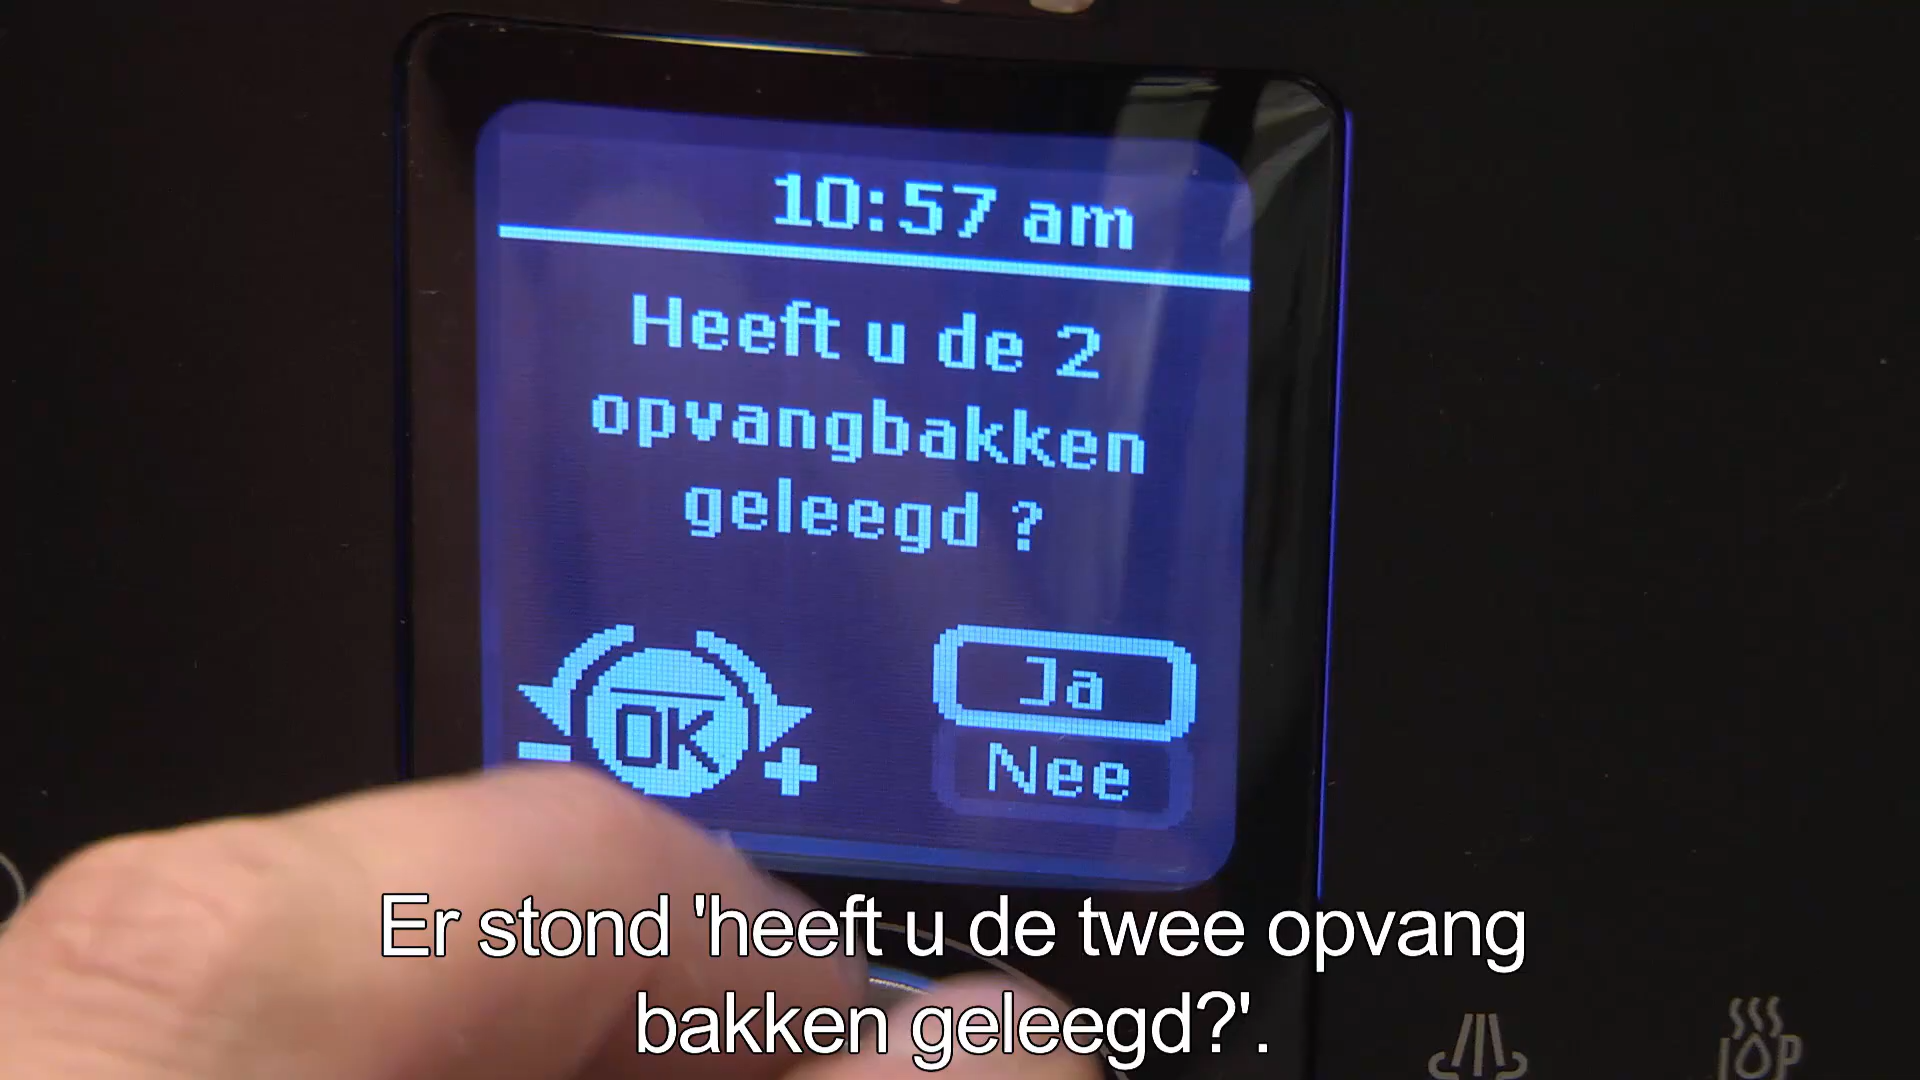 10:57 am
Heeft u de 2
opvangbakken
geleegd ?
OK
- +
Ja
Nee
Er stond 'heeft u de twee opvang
bakken geleegd?'.